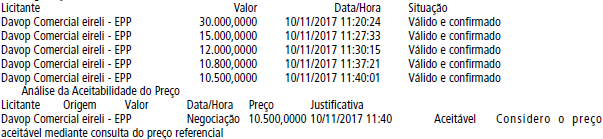 Licitante Valor Data/Hora Situação
Davop Comercial eireli - EPP 30.000,0000 10/11/2017 11:20:24 Válido e confirmado
Davop Comercial eireli - EPP 15.000,0000 10/11/2017 11:27:33 Válido e confirmado
Davop Comercial eireli - EPP 12.000,0000 10/11/2017 11:30:15 Válido e confirmado
Davop Comercial eireli - EPP 10.800,0000 10/11/2017 11:37:21 Válido e confirmado
Davop Comercial eireli - EPP 10.500,0000 10/11/2017 11:40:01 Válido e confirmado
Análise da Aceitabilidade do Preço
Licitante Origem Valor Data/Hora Preço Justificativa
Davop Comercial eireli - EPP Negociação 10.500,0000 10/11/2017 11:40 Aceitável Considero o preço
aceitável mediante consulta do preço referencial